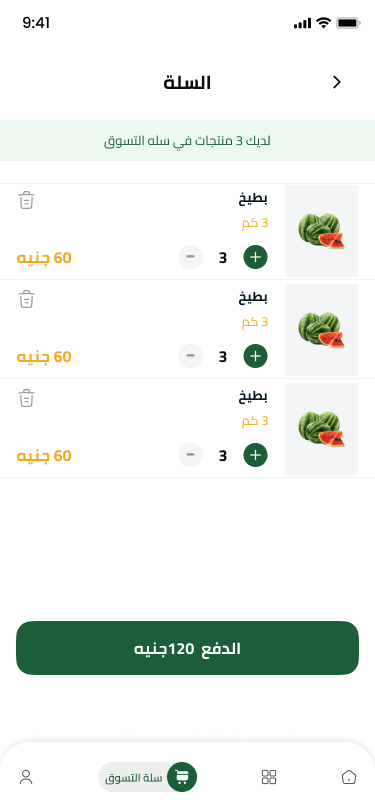 9:41
السلة
لديك 3 منتجات في سله التسوق
بطيخ
3 كم
3
60 جنيه
بطيخ
3 كم
3
60 جنيه
بطيخ
3 كم
3
60 جنيه
الدفع 120جنيه
سلة التسوق